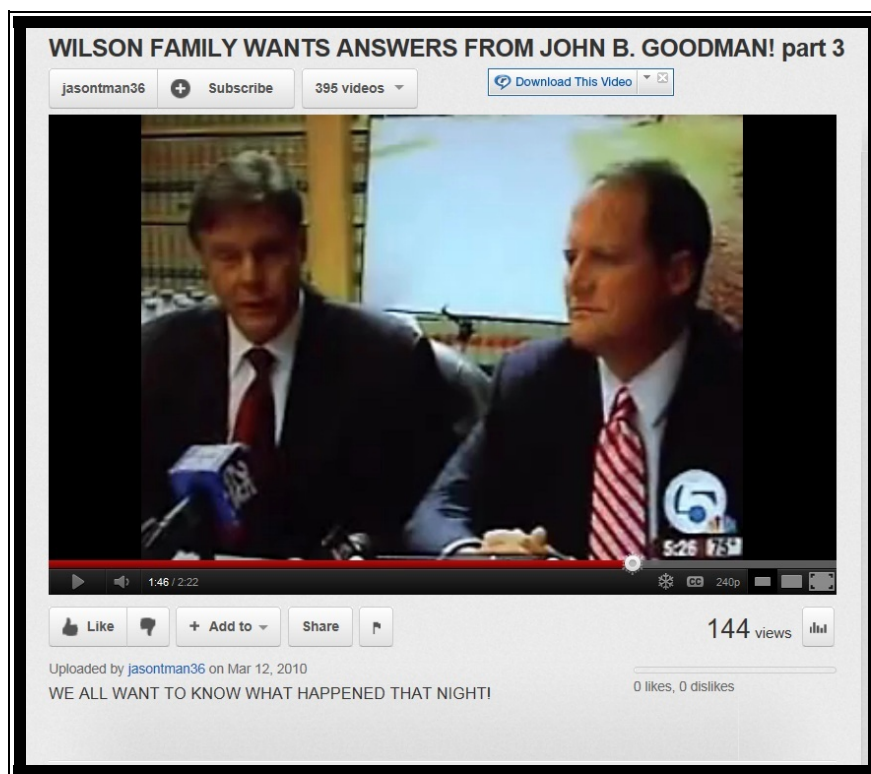 WILSON FAMILY WANTS ANSWERS FROM JOHN B. GOODMAN! part 3
jasontman36 Subscribe 395 videos Download This Video
5
5:26 75°
1:46 / 2:22 CC 240p
Like + Add to Share 144 views
Uploaded by jasontman36 on Mar 12, 2010
0 likes, 0 dislikes
WE ALL WANT TO KNOW WHAT HAPPENED THAT NIGHT!